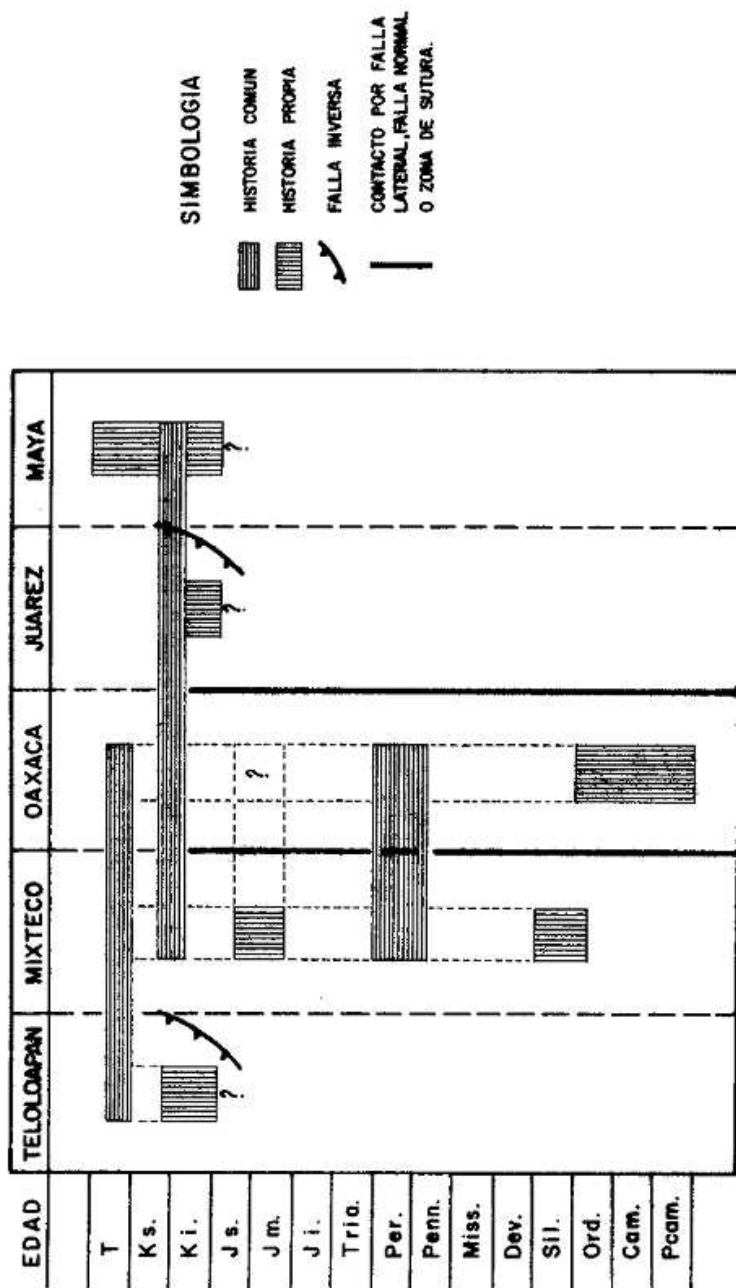 EDAD
TELOLOAPAN
MIXTECO
OAXACA
JUAREZ
MAYA
T
Ks.
Ki.
Js.
Jm.
Ji.
Tria.
Per.
Penn.
Miss.
Dev.
Sil.
Ord.
Cam.
Pcam.
?
?
?
?
SIMBOLOGIA
HISTORIA COMUN
HISTORIA PROPIA
FALLA INVERSA
CONTACTO POR FALLA
LATERAL, FALLA NORMAL
O ZONA DE SUTURA.